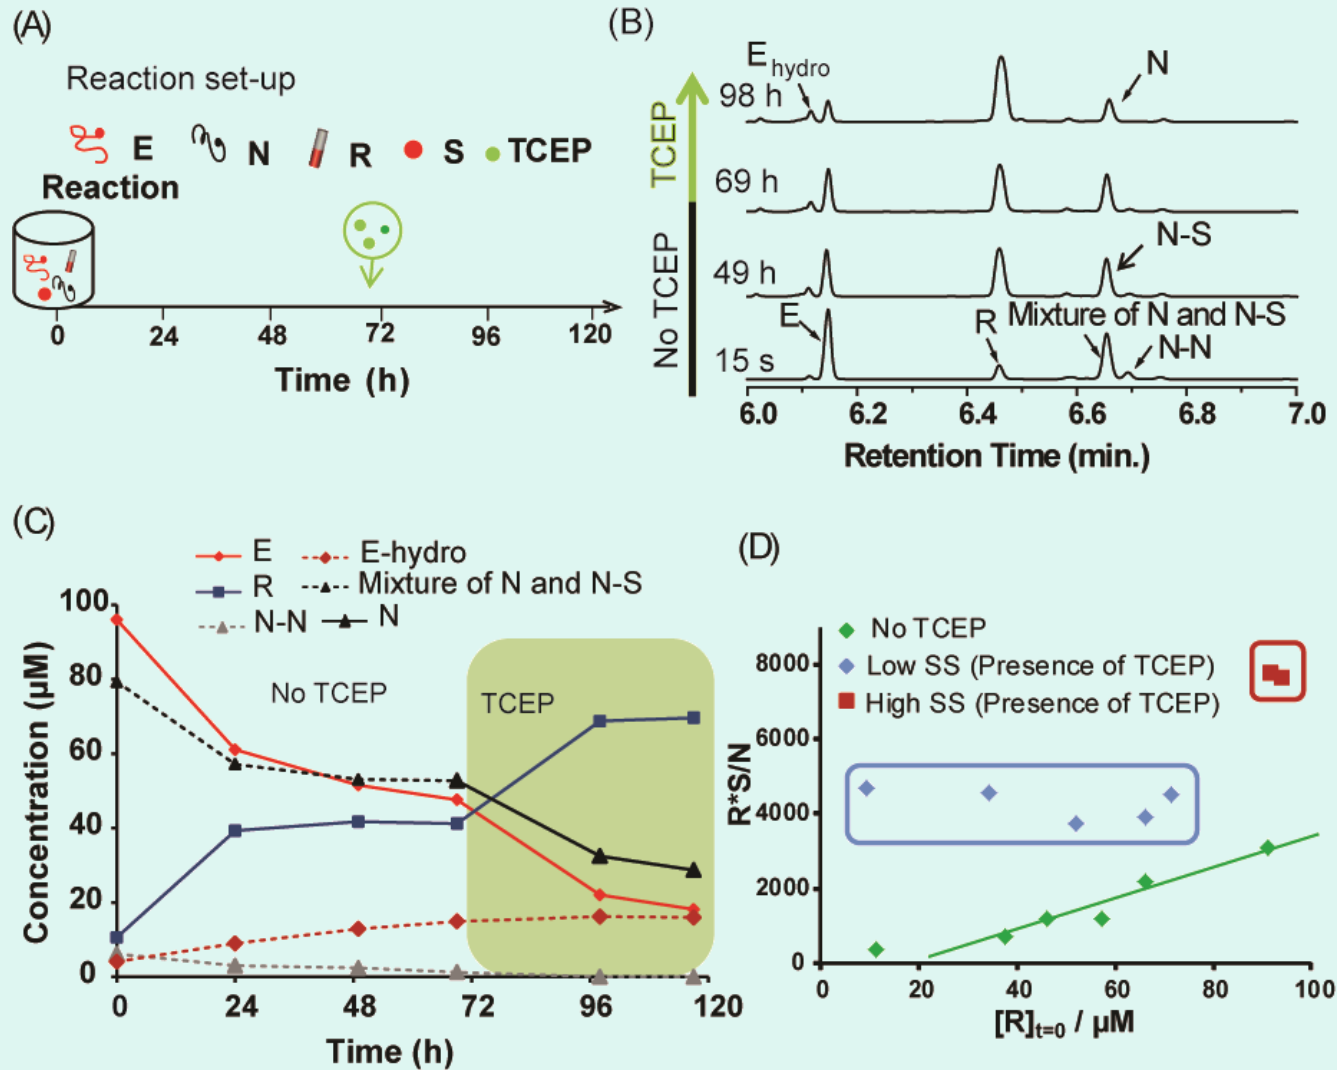 (A)
Reaction set-up
E N R S TCEP
Reaction
0 24 48 72 96 120
Time (h)
(B)
TCEP
No TCEP
E hydro
N
98 h
69 h
N-S
49 h
E
R
Mixture of N and N-S
N-N
15 s
6.0 6.2 6.4 6.6 6.8 7.0
Retention Time (min.)
(C)
E E-hydro
R Mixture of N and N-S
N-N N
100
80
60
40
20
0
Concentration (µM)
No TCEP
TCEP
0 24 48 72 96 120
Time (h)
(D)
No TCEP
Low SS (Presence of TCEP)
High SS (Presence of TCEP)
8000
6000
4000
2000
0
R*S/N
0 20 40 60 80 100
[R]t=0 / µM